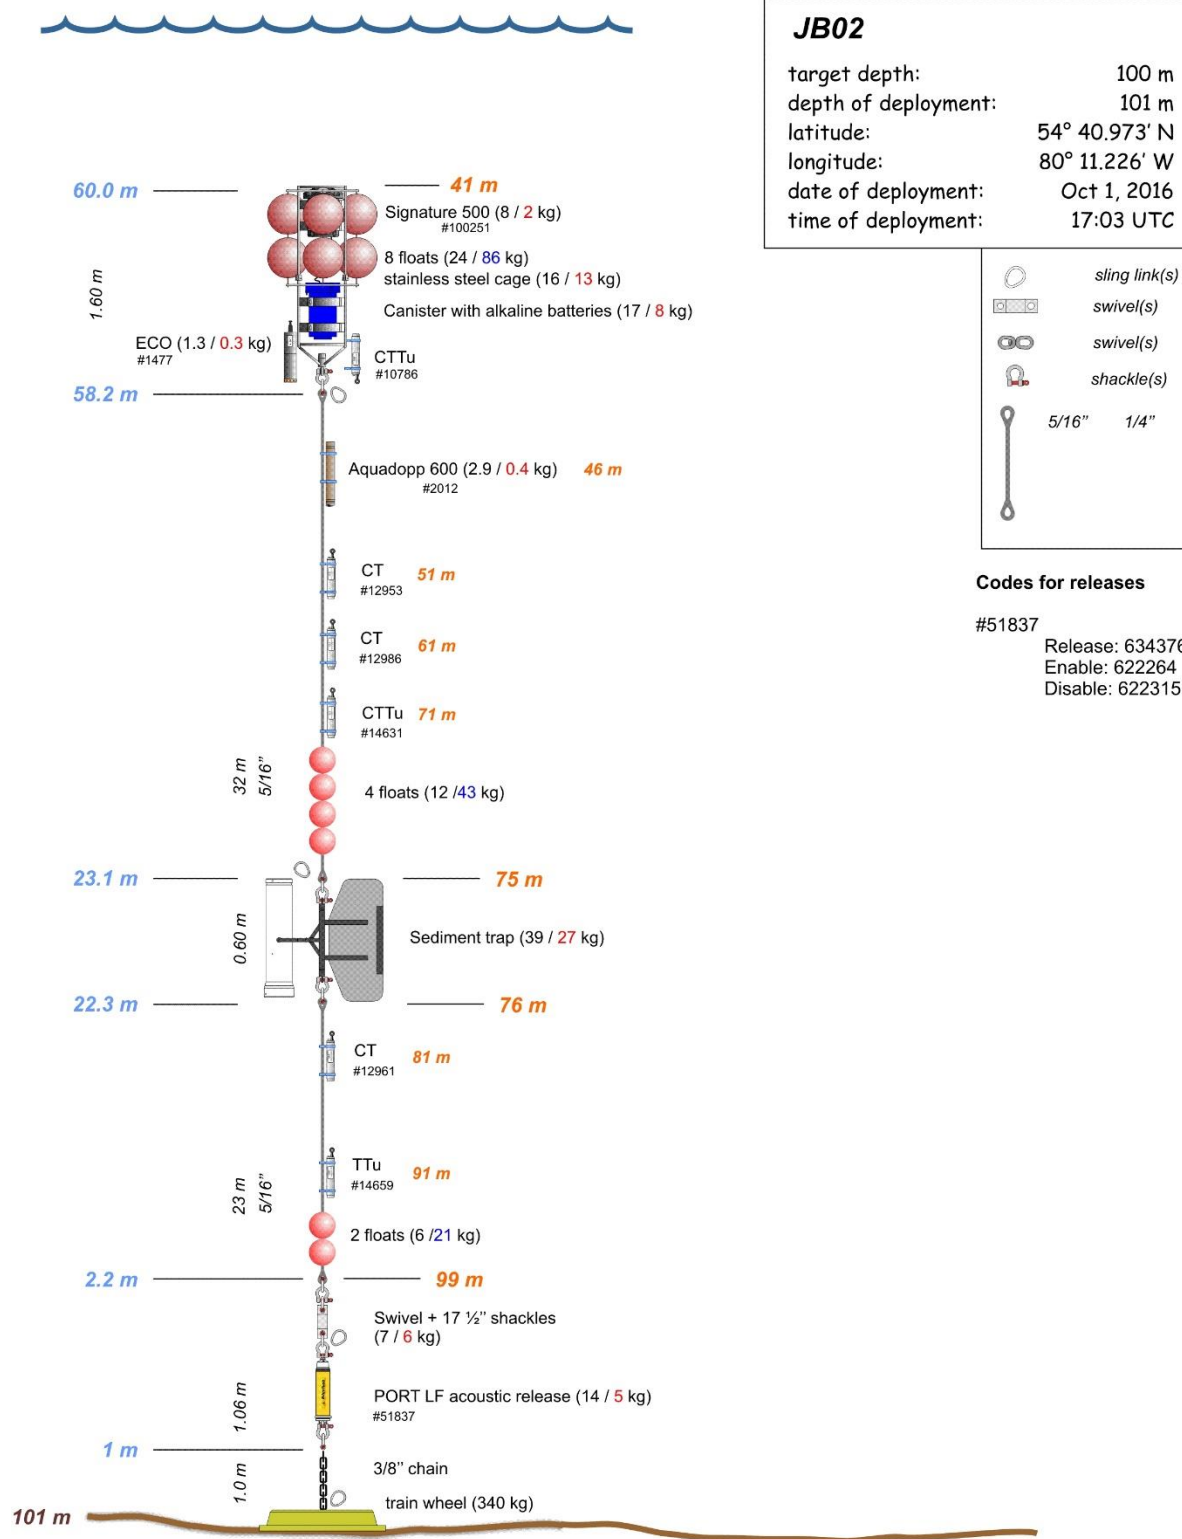 JB02
target depth: 100 m
depth of deployment: 101 m
latitude: 54° 40.973’ N
longitude: 80° 11.226’ W
date of deployment: Oct 1, 2016
time of deployment: 17:03 UTC
sling link(s)
swivel(s)
swivel(s)
shackle(s)
5/16” 1/4”
Codes for releases
#51837
Release: 634376
Enable: 622264
Disable: 622315
60.0 m
41 m
Signature 500 (8 / 2 kg)
#100251
8 floats (24 / 86 kg)
stainless steel cage (16 / 13 kg)
1.60 m
Canister with alkaline batteries (17 / 8 kg)
ECO (1.3 / 0.3 kg)
#1477
CTTu
#10786
58.2 m
Aquadopp 600 (2.9 / 0.4 kg) 46 m
#2012
CT 51 m
#12953
CT 61 m
#12986
CTTu 71 m
#14631
32 m
5/16”
4 floats (12 /43 kg)
23.1 m
75 m
0.60 m
Sediment trap (39 / 27 kg)
22.3 m
76 m
CT 81 m
#12961
TTu 91 m
#14659
23 m
5/16”
2 floats (6 /21 kg)
2.2 m
99 m
Swivel + 17 ½” shackles
(7 / 6 kg)
1.06 m
PORT LF acoustic release (14 / 5 kg)
#51837
1 m
3/8” chain
1.0 m
train wheel (340 kg)
101 m